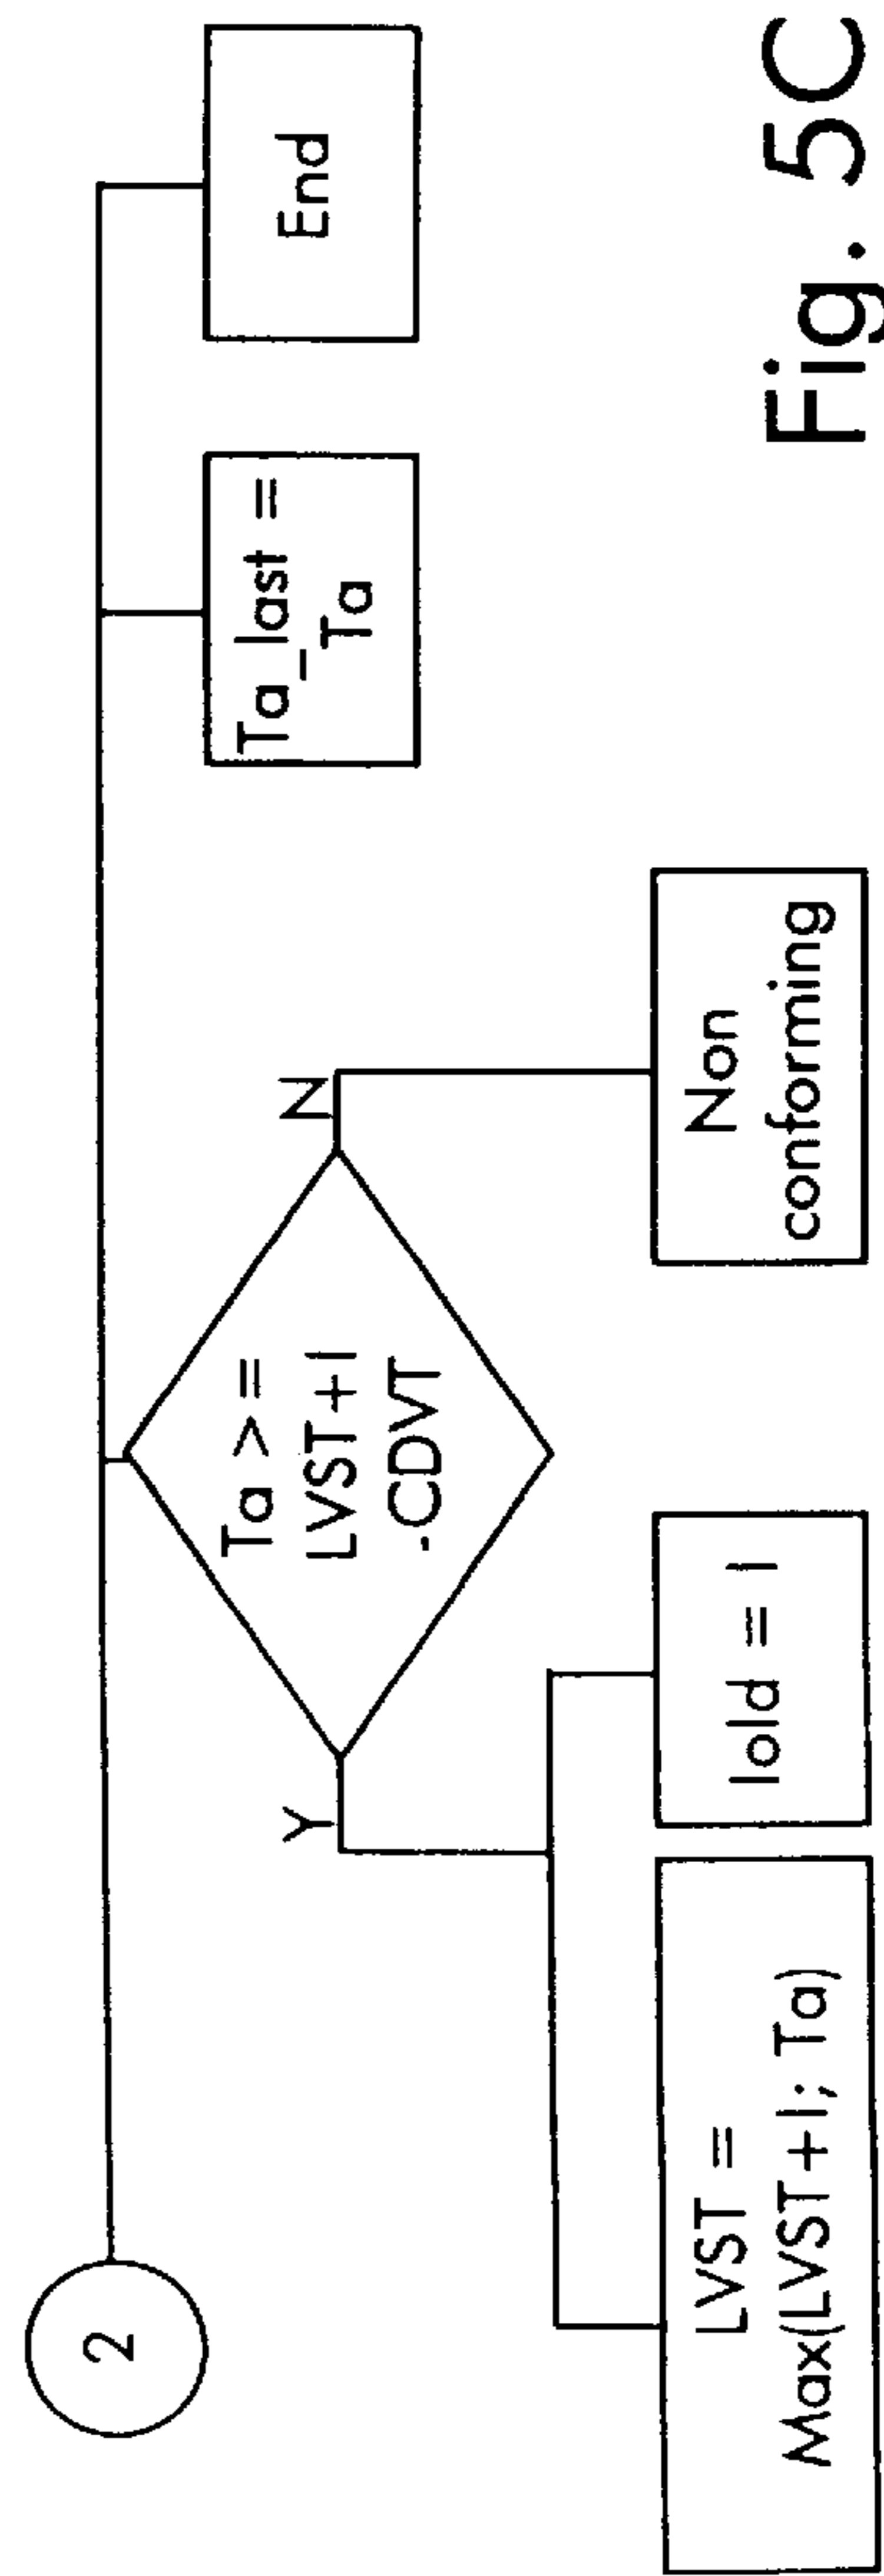 2
Ta >=
LVST+I
-CDVT
Y
N
Ta_last =
Ta
End
LVST =
Max(LVST+I; Ta)
Iold = I
Non
conforming
Fig. 5C